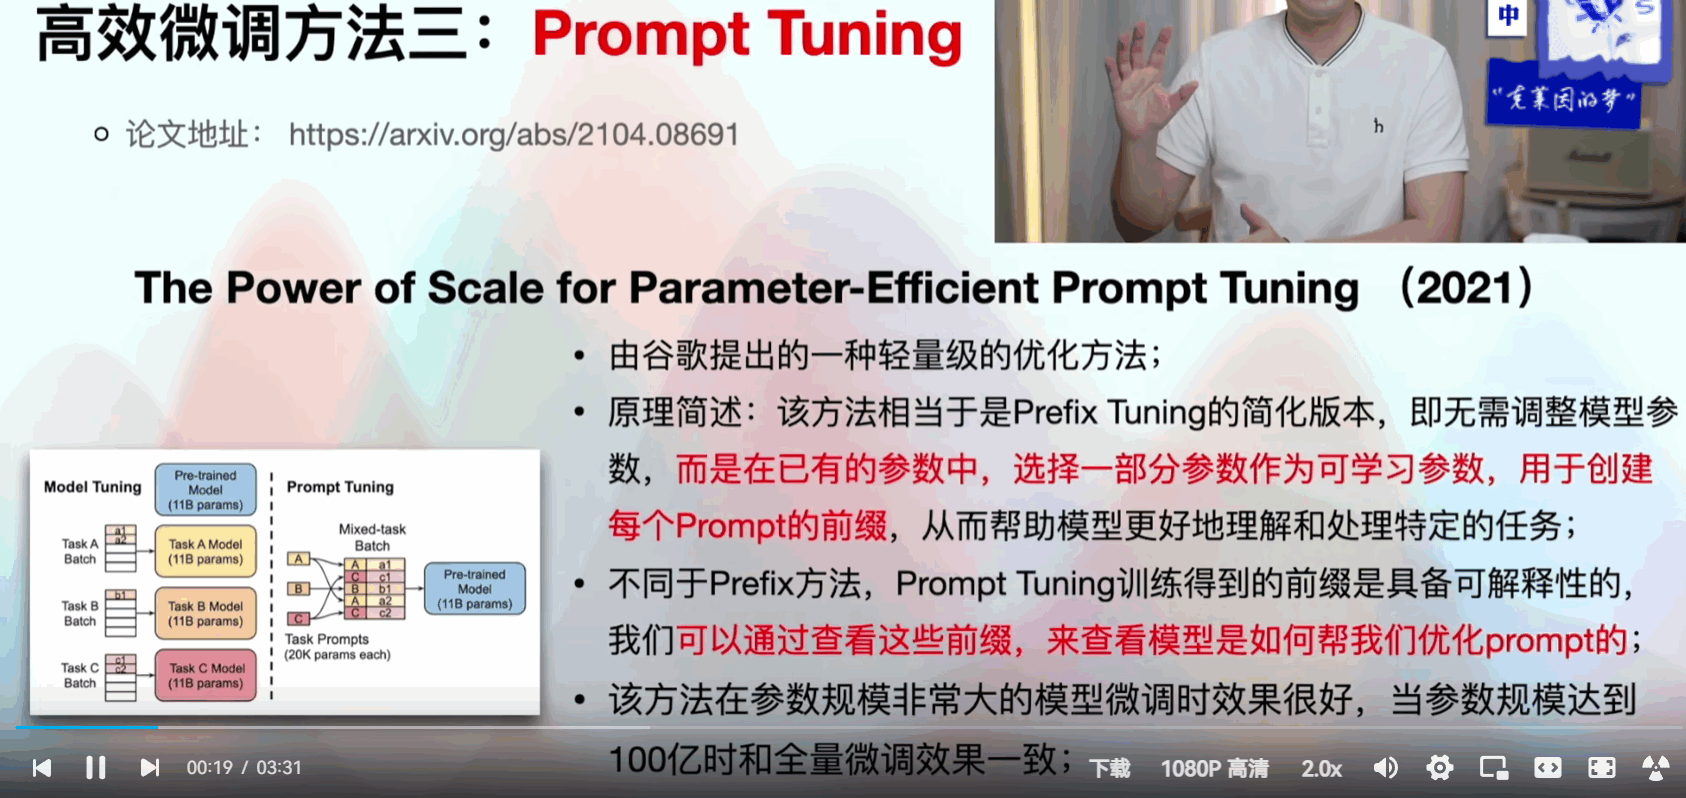 高效微调方法三：Prompt Tuning
中
S
“克莱因的梦”
h
论文地址： https://arxiv.org/abs/2104.08691
The Power of Scale for Parameter-Efficient Prompt Tuning （2021）
• 由谷歌提出的一种轻量级的优化方法；
• 原理简述：该方法相当于是Prefix Tuning的简化版本，即无需调整模型参
数，而是在已有的参数中，选择一部分参数作为可学习参数，用于创建
每个Prompt的前缀，从而帮助模型更好地理解和处理特定的任务；
• 不同于Prefix方法，Prompt Tuning训练得到的前缀是具备可解释性的，
我们可以通过查看这些前缀，来查看模型是如何帮我们优化prompt的；
• 该方法在参数规模非常大的模型微调时效果很好，当参数规模达到
100亿时和全量微调效果一致；
Model Tuning
Pre-trained
Model
(11B params)
Task A
Batch
a1
a2
Task A Model
(11B params)
Task B
Batch
b1
Task B Model
(11B params)
Task C
Batch
c1
c2
Task C Model
(11B params)
Prompt Tuning
Mixed-task
Batch
A
B
C
A a1
C c1
B b1
A a2
C c2
Pre-trained
Model
(11B params)
Task Prompts
(20K params each)
00:19 / 03:31
下载 1080P 高清 2.0x